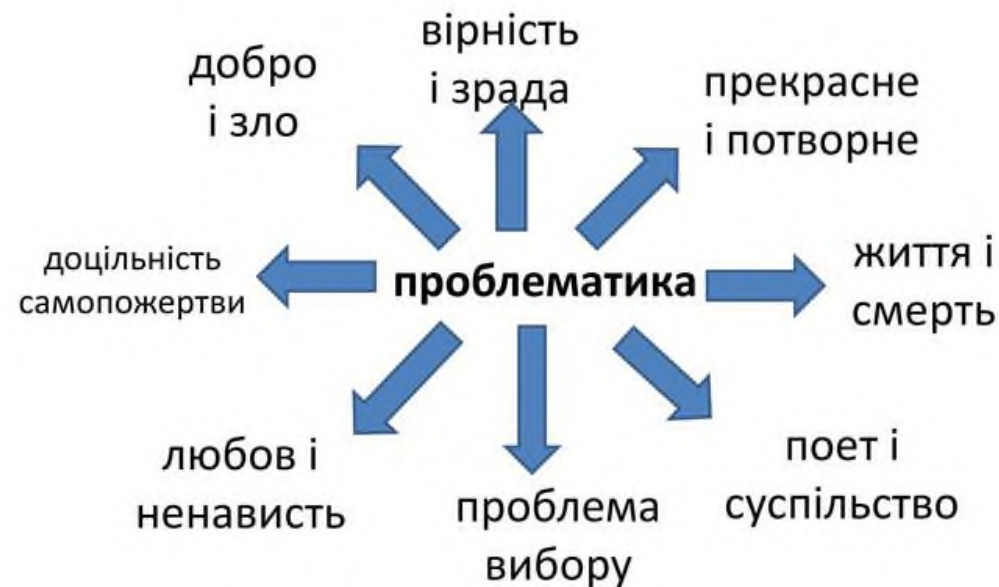 вірність
і зрада
добро
і зло
прекрасне
і потворне
доцільність
самопожертви
проблематика
життя і
смерть
любов і
ненависть
проблема
вибору
поет і
суспільство